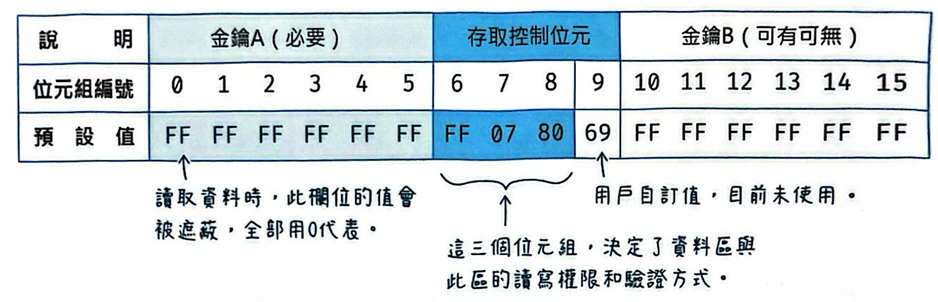 說 明 金鑰A(必要) 存取控制位元 金鑰B(可有可無)
位元組編號 0 1 2 3 4 5 6 7 8 9 10 11 12 13 14 15
預 設 值 FF FF FF FF FF FF FF 07 80 69 FF FF FF FF FF FF
讀取資料時,此欄位的值會
被遮蔽,全部用0代表。
用戶自訂值,目前未使用。
這三個位元組,決定了資料區與
此區的讀寫權限和驗證方式。